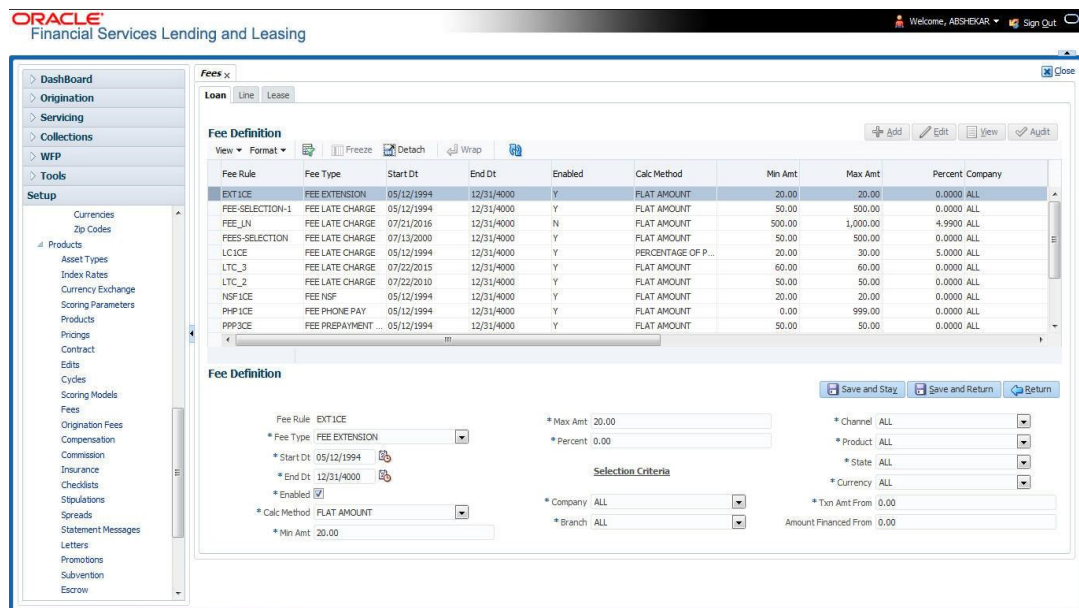 ORACLE
Financial Services Lending and Leasing
Welcome, ABSHEKAR
Sign Out
Close
DashBoard
Origination
Servicing
Collections
WFP
Tools
Setup
Currencies
Zip Codes
Products
Asset Types
Index Rates
Currency Exchange
Scoring Parameters
Products
Pricings
Contract
Edits
Cycles
Scoring Models
Fees
Origination Fees
Compensation
Commission
Insurance
Checklists
Stipulations
Spreads
Statement Messages
Letters
Promotions
Subvention
Escrow
Fees x
Loan Line Lease
Fee Definition
Add Edit View Audit
View Format Freeze Detach Wrap
Fee Rule Fee Type Start Dt End Dt Enabled Calc Method Min Amt Max Amt Percent Company
EXT1CE FEE EXTENSION 05/12/1994 12/31/4000 Y FLAT AMOUNT 20.00 20.00 0.0000 ALL
FEE-SELECTION-1 FEE LATE CHARGE 05/12/1994 12/31/4000 Y FLAT AMOUNT 50.00 500.00 0.0000 ALL
FEE_LN FEE LATE CHARGE 07/21/2016 12/31/4000 N FLAT AMOUNT 500.00 1,000.00 4.9900 ALL
FEES-SELECTION FEE LATE CHARGE 07/13/2000 12/31/4000 Y FLAT AMOUNT 50.00 500.00 0.0000 ALL
LC1CE FEE LATE CHARGE 05/12/1994 12/31/4000 Y PERCENTAGE OF P... 20.00 30.00 5.0000 ALL
LTC_3 FEE LATE CHARGE 07/22/2015 12/31/4000 Y FLAT AMOUNT 60.00 60.00 0.0000 ALL
LTC_2 FEE LATE CHARGE 07/22/2010 12/31/4000 Y FLAT AMOUNT 50.00 50.00 0.0000 ALL
NSF1CE FEE NSF 05/12/1994 12/31/4000 Y FLAT AMOUNT 20.00 20.00 0.0000 ALL
PHP1CE FEE PHONE PAY 05/12/1994 12/31/4000 Y FLAT AMOUNT 0.00 999.00 0.0000 ALL
PPP3CE FEE PREPAYMENT ... 05/12/1994 12/31/4000 Y FLAT AMOUNT 50.00 50.00 0.0000 ALL
Fee Definition
Save and Stay Save and Return Return
Fee Rule EXT1CE
* Fee Type FEE EXTENSION
* Start Dt 05/12/1994
* End Dt 12/31/4000
* Enabled
* Calc Method FLAT AMOUNT
* Min Amt 20.00
* Max Amt 20.00
* Percent 0.00
Selection Criteria
* Company ALL
* Branch ALL
* Channel ALL
* Product ALL
* State ALL
* Currency ALL
* Txn Amt From 0.00
Amount Financed From 0.00